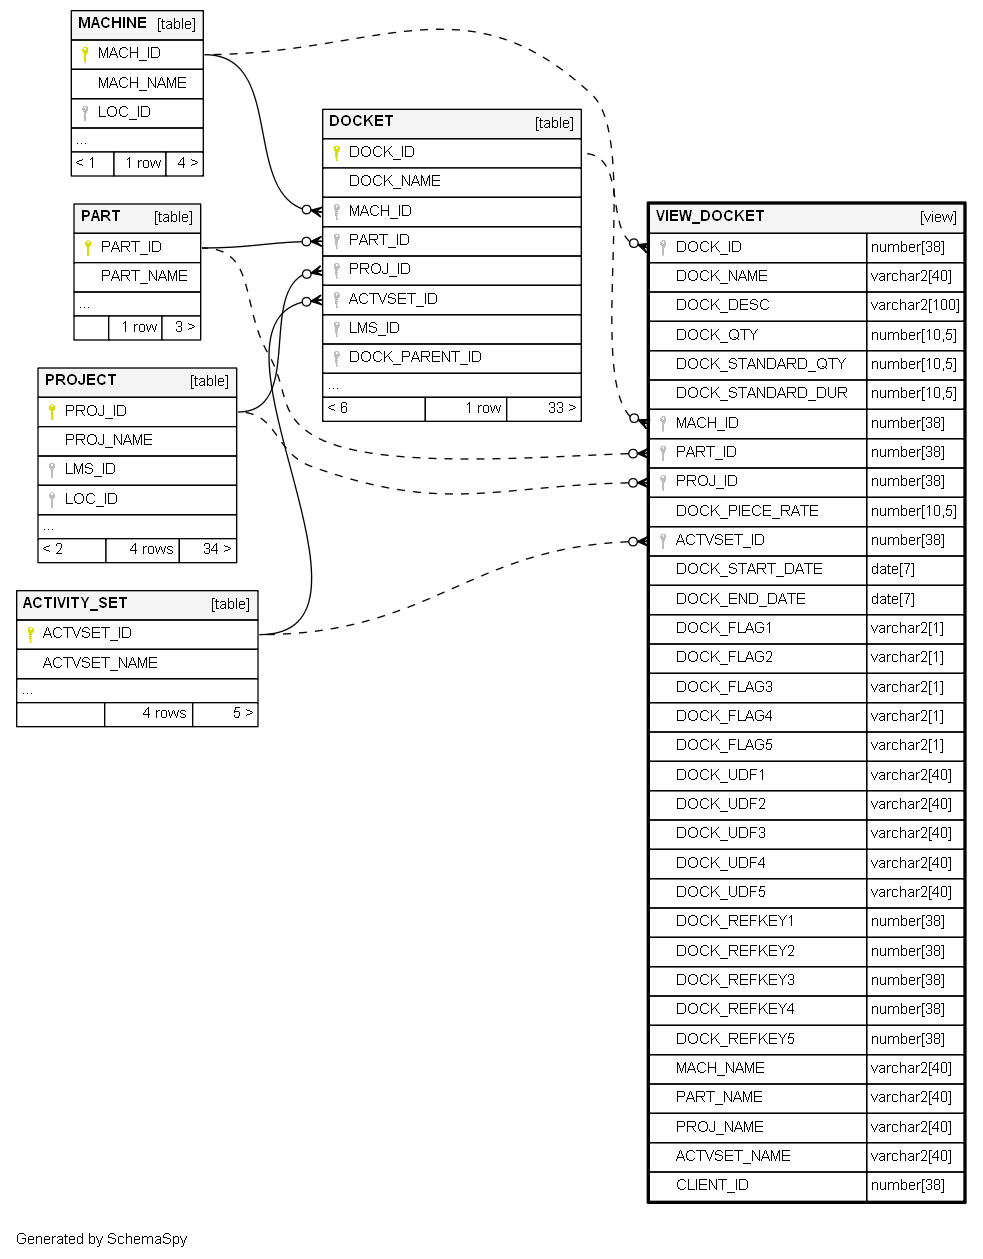 MACHINE [table]
MACH_ID
MACH_NAME
LOC_ID
...
< 1 1 row 4 >
PART [table]
PART_ID
PART_NAME
...
1 row 3 >
PROJECT [table]
PROJ_ID
PROJ_NAME
LMS_ID
LOC_ID
...
< 2 4 rows 34 >
ACTIVITY_SET [table]
ACTVSET_ID
ACTVSET_NAME
...
4 rows 5 >
DOCKET [table]
DOCK_ID
DOCK_NAME
MACH_ID
PART_ID
PROJ_ID
ACTVSET_ID
LMS_ID
DOCK_PARENT_ID
...
< 6 1 row 33 >
VIEW_DOCKET [view]
DOCK_ID number[38]
DOCK_NAME varchar2[40]
DOCK_DESC varchar2[100]
DOCK_QTY number[10,5]
DOCK_STANDARD_QTY number[10,5]
DOCK_STANDARD_DUR number[10,5]
MACH_ID number[38]
PART_ID number[38]
PROJ_ID number[38]
DOCK_PIECE_RATE number[10,5]
ACTVSET_ID number[38]
DOCK_START_DATE date[7]
DOCK_END_DATE date[7]
DOCK_FLAG1 varchar2[1]
DOCK_FLAG2 varchar2[1]
DOCK_FLAG3 varchar2[1]
DOCK_FLAG4 varchar2[1]
DOCK_FLAG5 varchar2[1]
DOCK_UDF1 varchar2[40]
DOCK_UDF2 varchar2[40]
DOCK_UDF3 varchar2[40]
DOCK_UDF4 varchar2[40]
DOCK_UDF5 varchar2[40]
DOCK_REFKEY1 number[38]
DOCK_REFKEY2 number[38]
DOCK_REFKEY3 number[38]
DOCK_REFKEY4 number[38]
DOCK_REFKEY5 number[38]
MACH_NAME varchar2[40]
PART_NAME varchar2[40]
PROJ_NAME varchar2[40]
ACTVSET_NAME varchar2[40]
CLIENT_ID number[38]
Generated by SchemaSpy